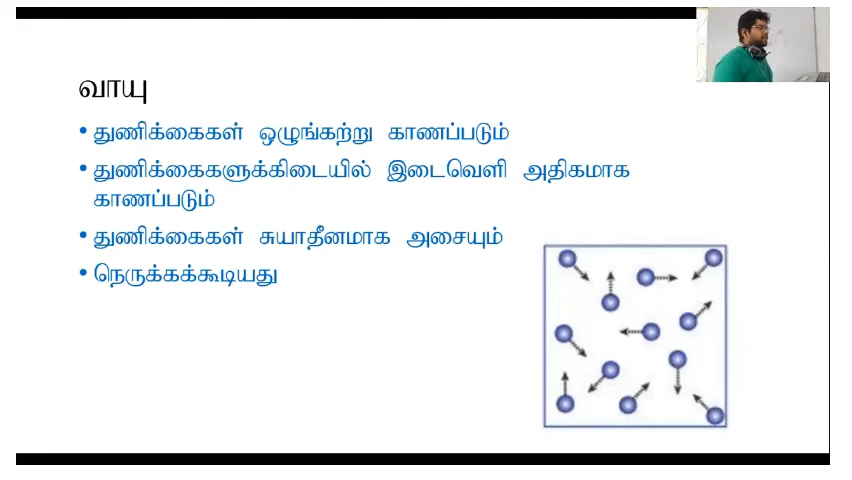 வாயு
• துணிக்கைகள் ஒழுங்கற்று காணப்படும்
• துணிக்கைகளுக்கிடையில் இடைவெளி அதிகமாக
காணப்படும்
• துணிக்கைகள் சுயாதீனமாக அசையும்
• நெருக்கக்கூடியது